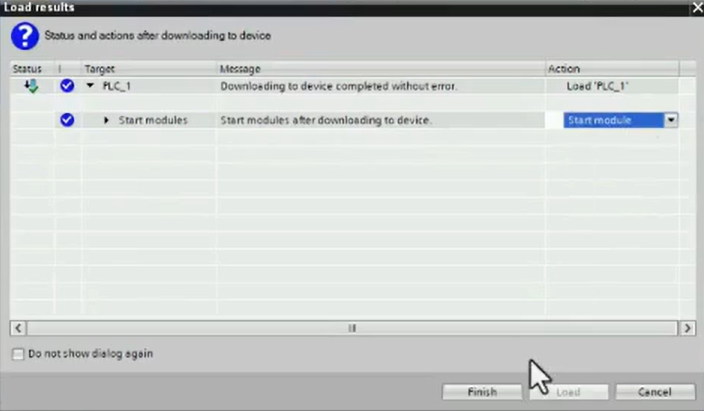 Load results
Status and actions after downloading to device
Status ! Target Message Action
PLC_1 Downloading to device completed without error. Load 'PLC_1'
Start modules Start modules after downloading to device. Start module
Do not show dialog again
Finish Load Cancel